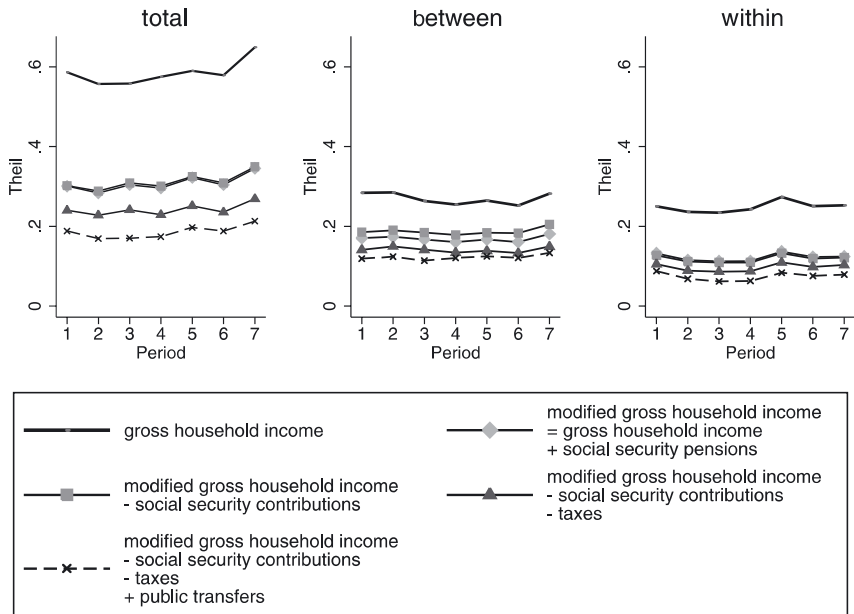 total
between
within
Theil
0
.2
.4
.6
1 2 3 4 5 6 7
Period
Theil
0
.2
.4
.6
1 2 3 4 5 6 7
Period
Theil
0
.2
.4
.6
1 2 3 4 5 6 7
Period
gross household income
modified gross household income
= gross household income
+ social security pensions
modified gross household income
- social security contributions
modified gross household income
- social security contributions
- taxes
modified gross household income
- social security contributions
- taxes
+ public transfers